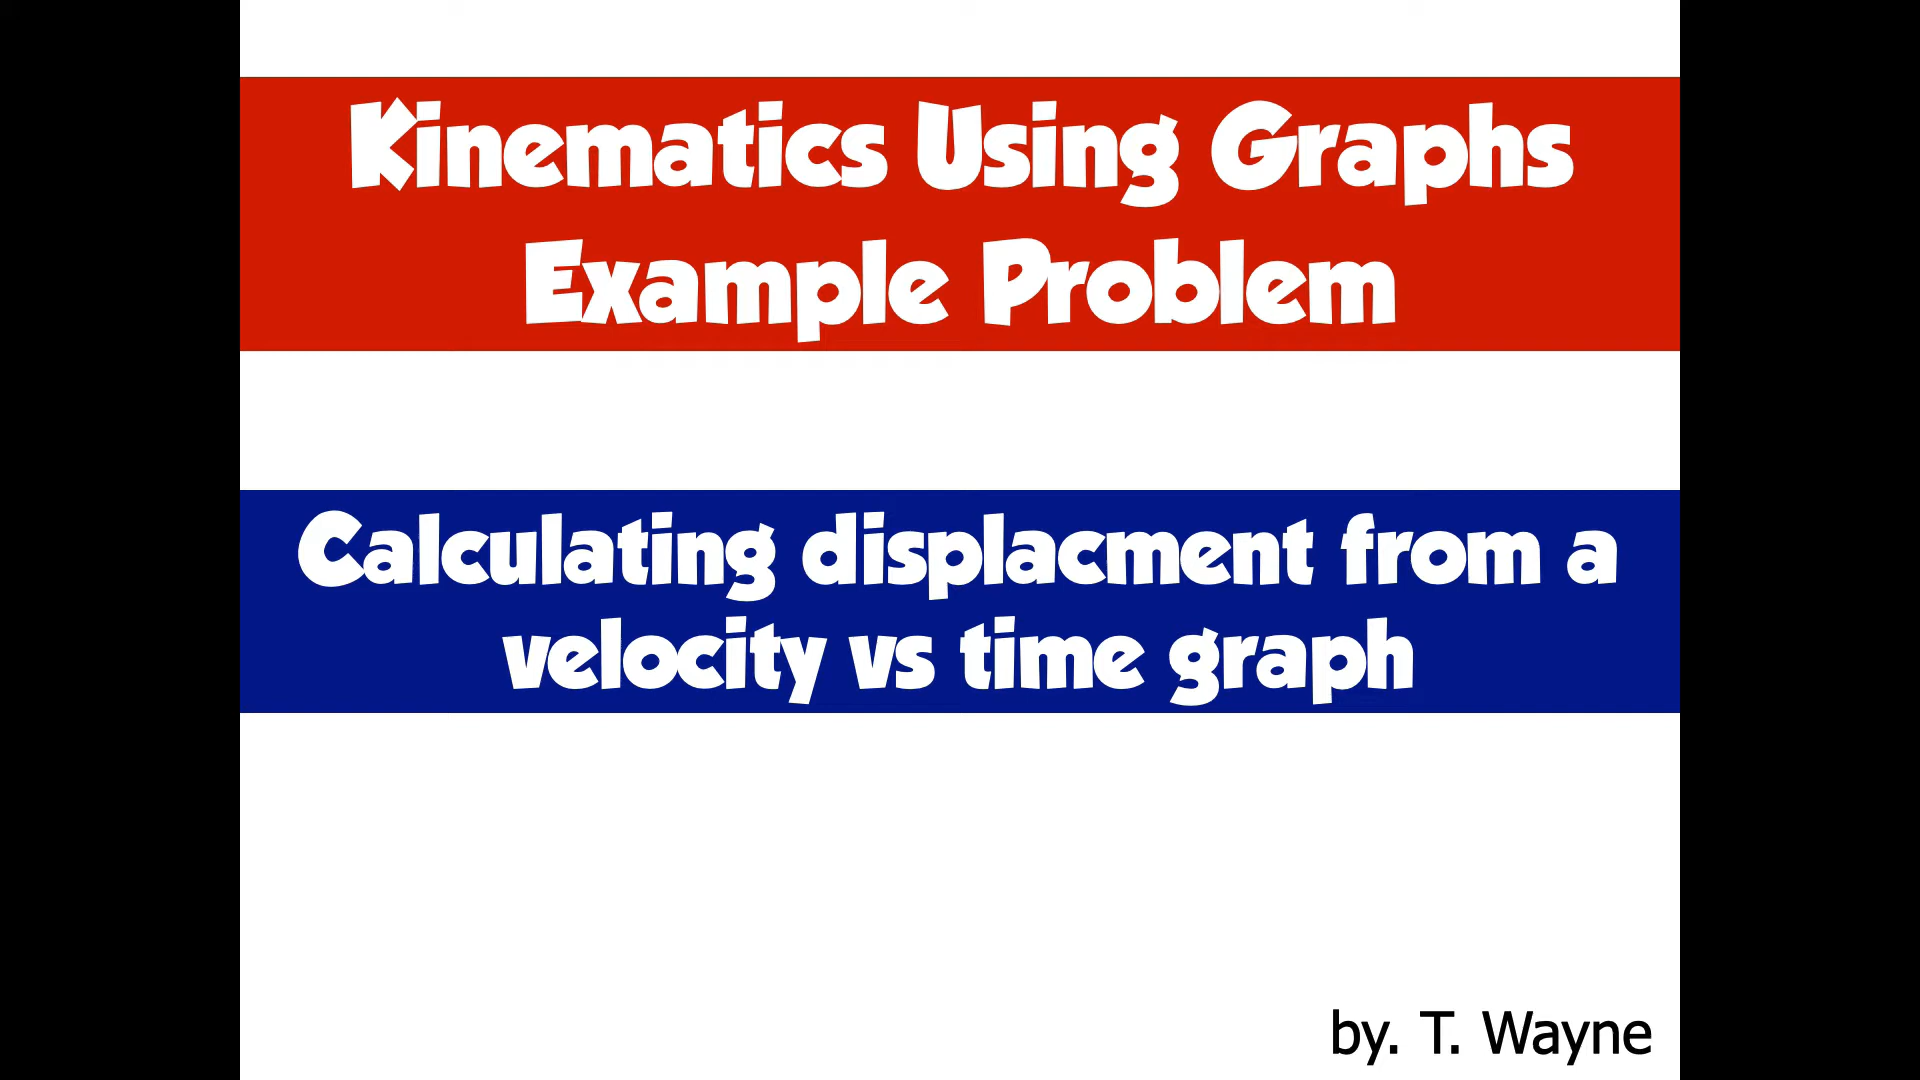 Kinematics Using Graphs
Example Problem
Calculating displacment from a
velocity vs time graph
by. T. Wayne